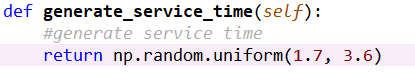 def generate_service_time(self):
    #generate service time
    return np.random.uniform(1.7, 3.6)